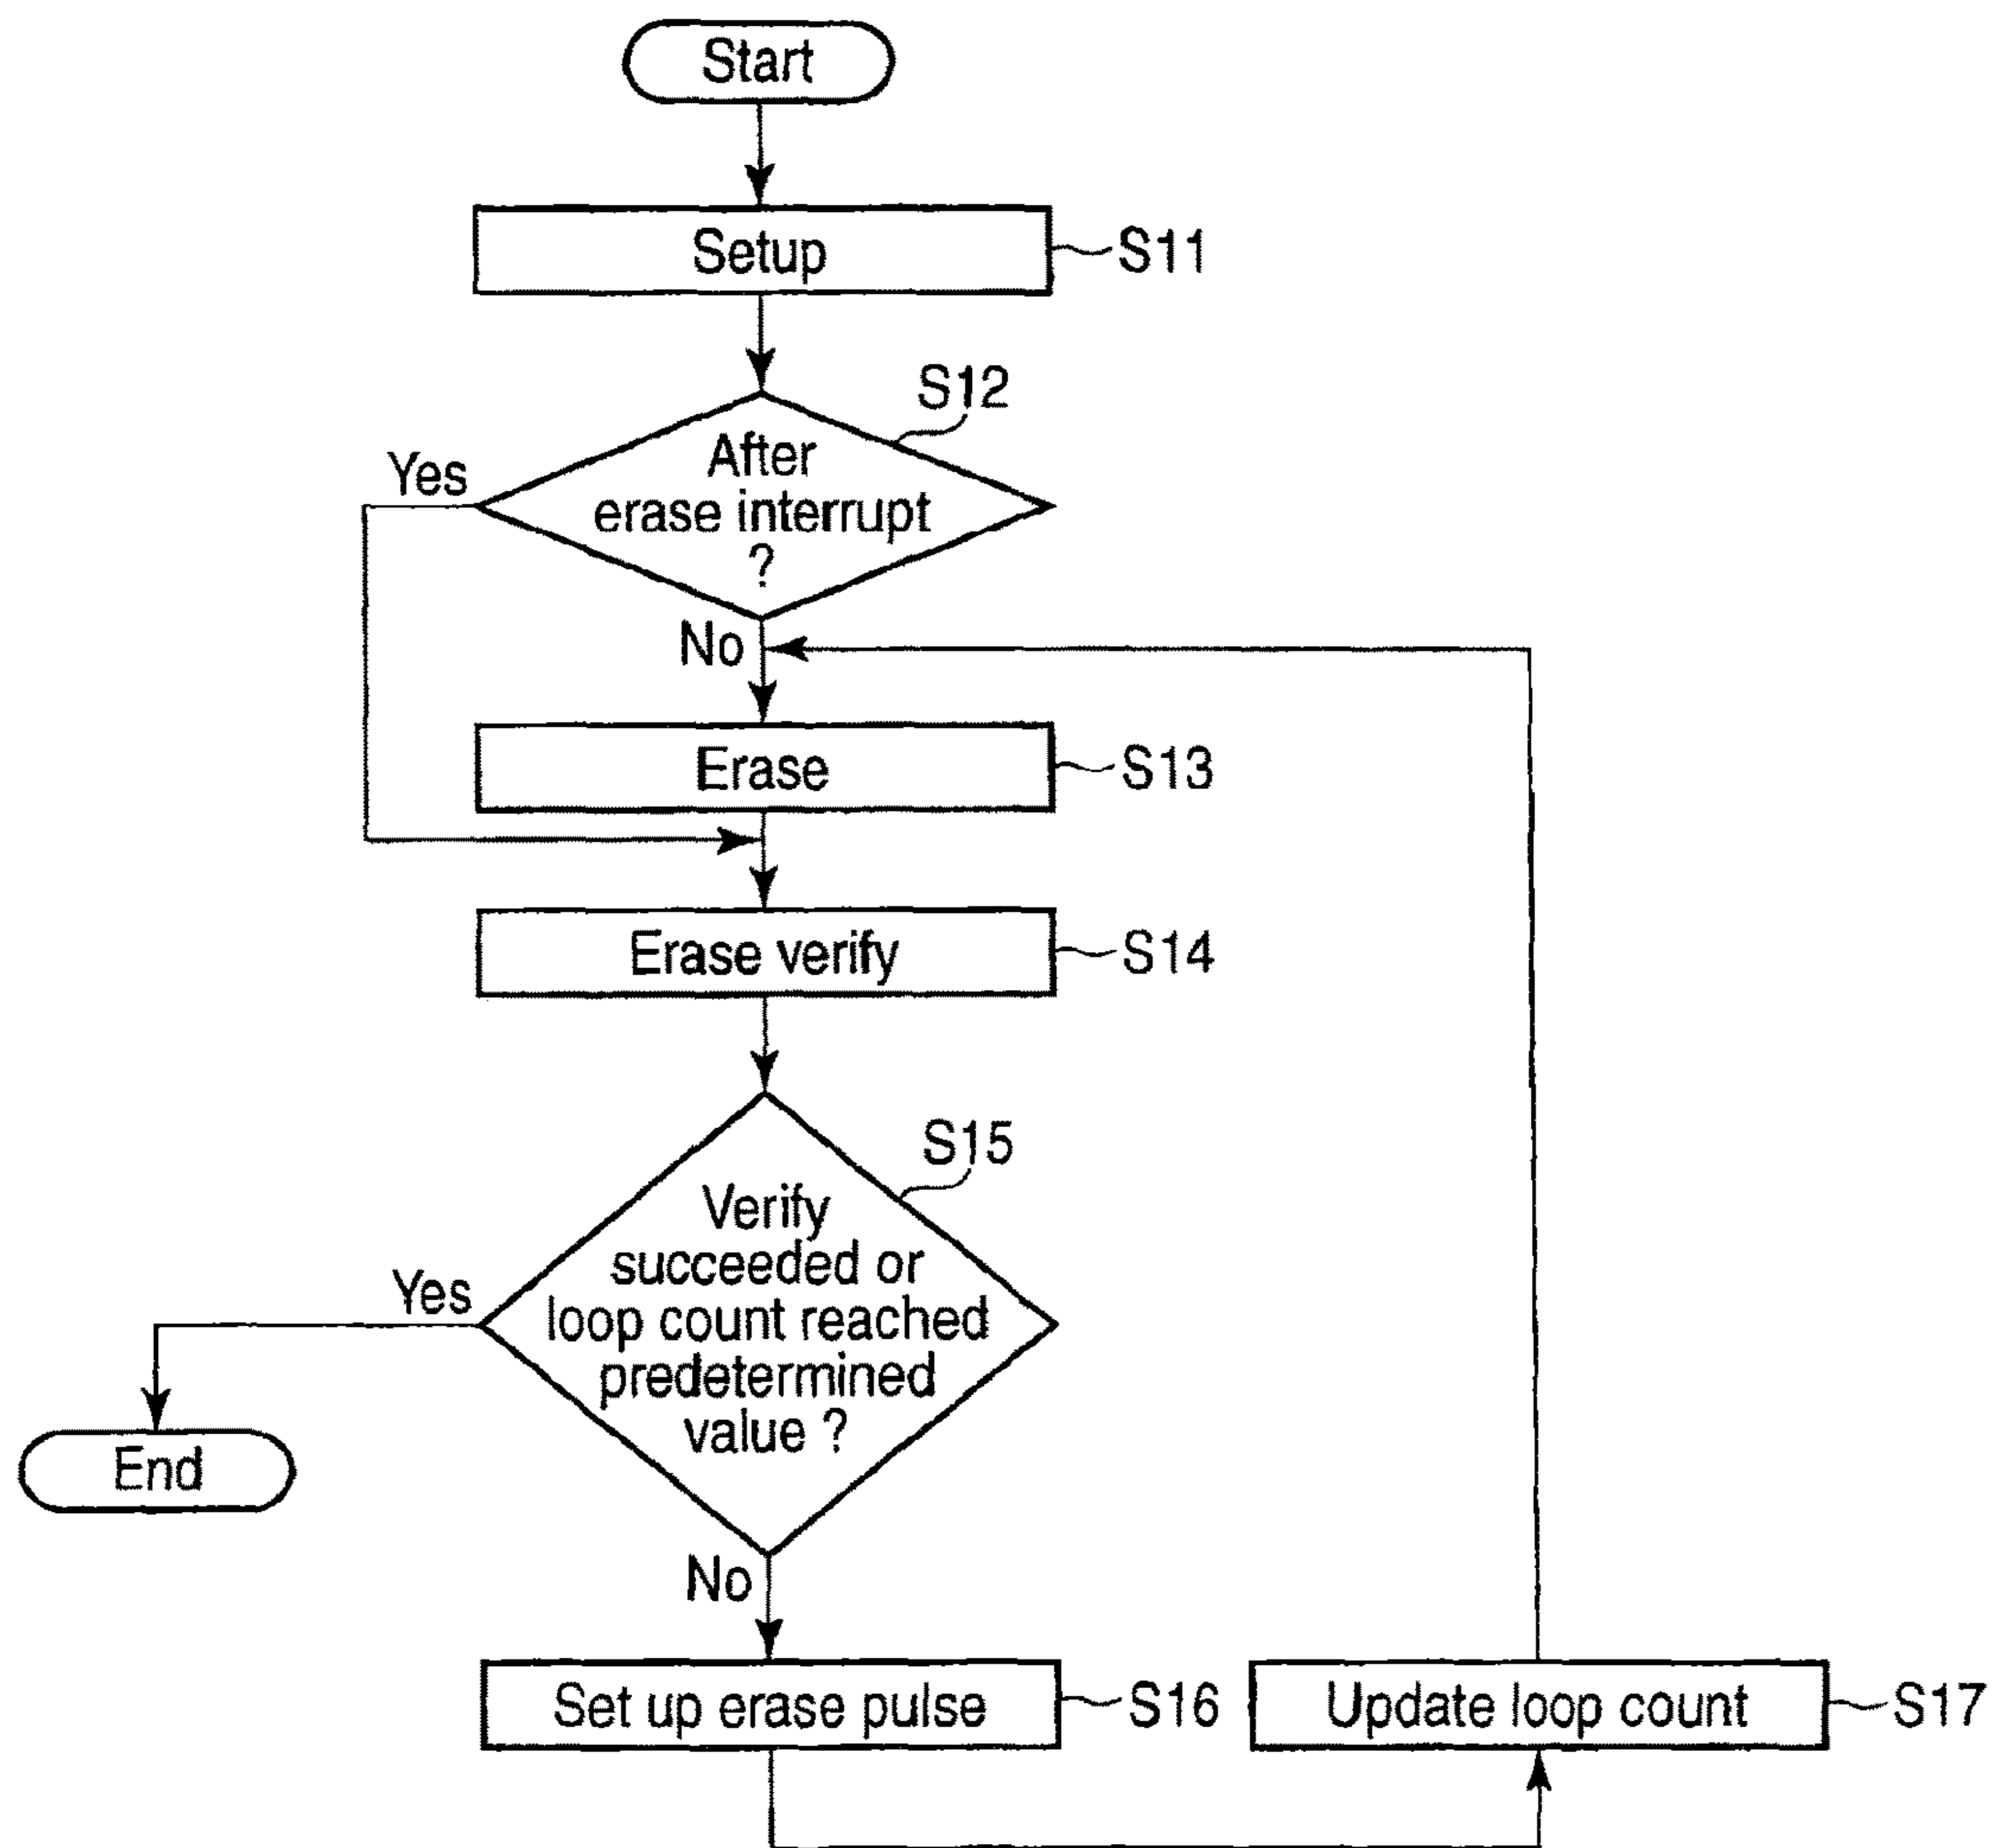 Start
Setup
S11
S12
After
erase interrupt
?
Yes
No
Erase
S13
Erase verify
S14
S15
Verify
succeeded or
loop count reached
predetermined
value ?
Yes
End
No
Set up erase pulse
S16
Update loop count
S17